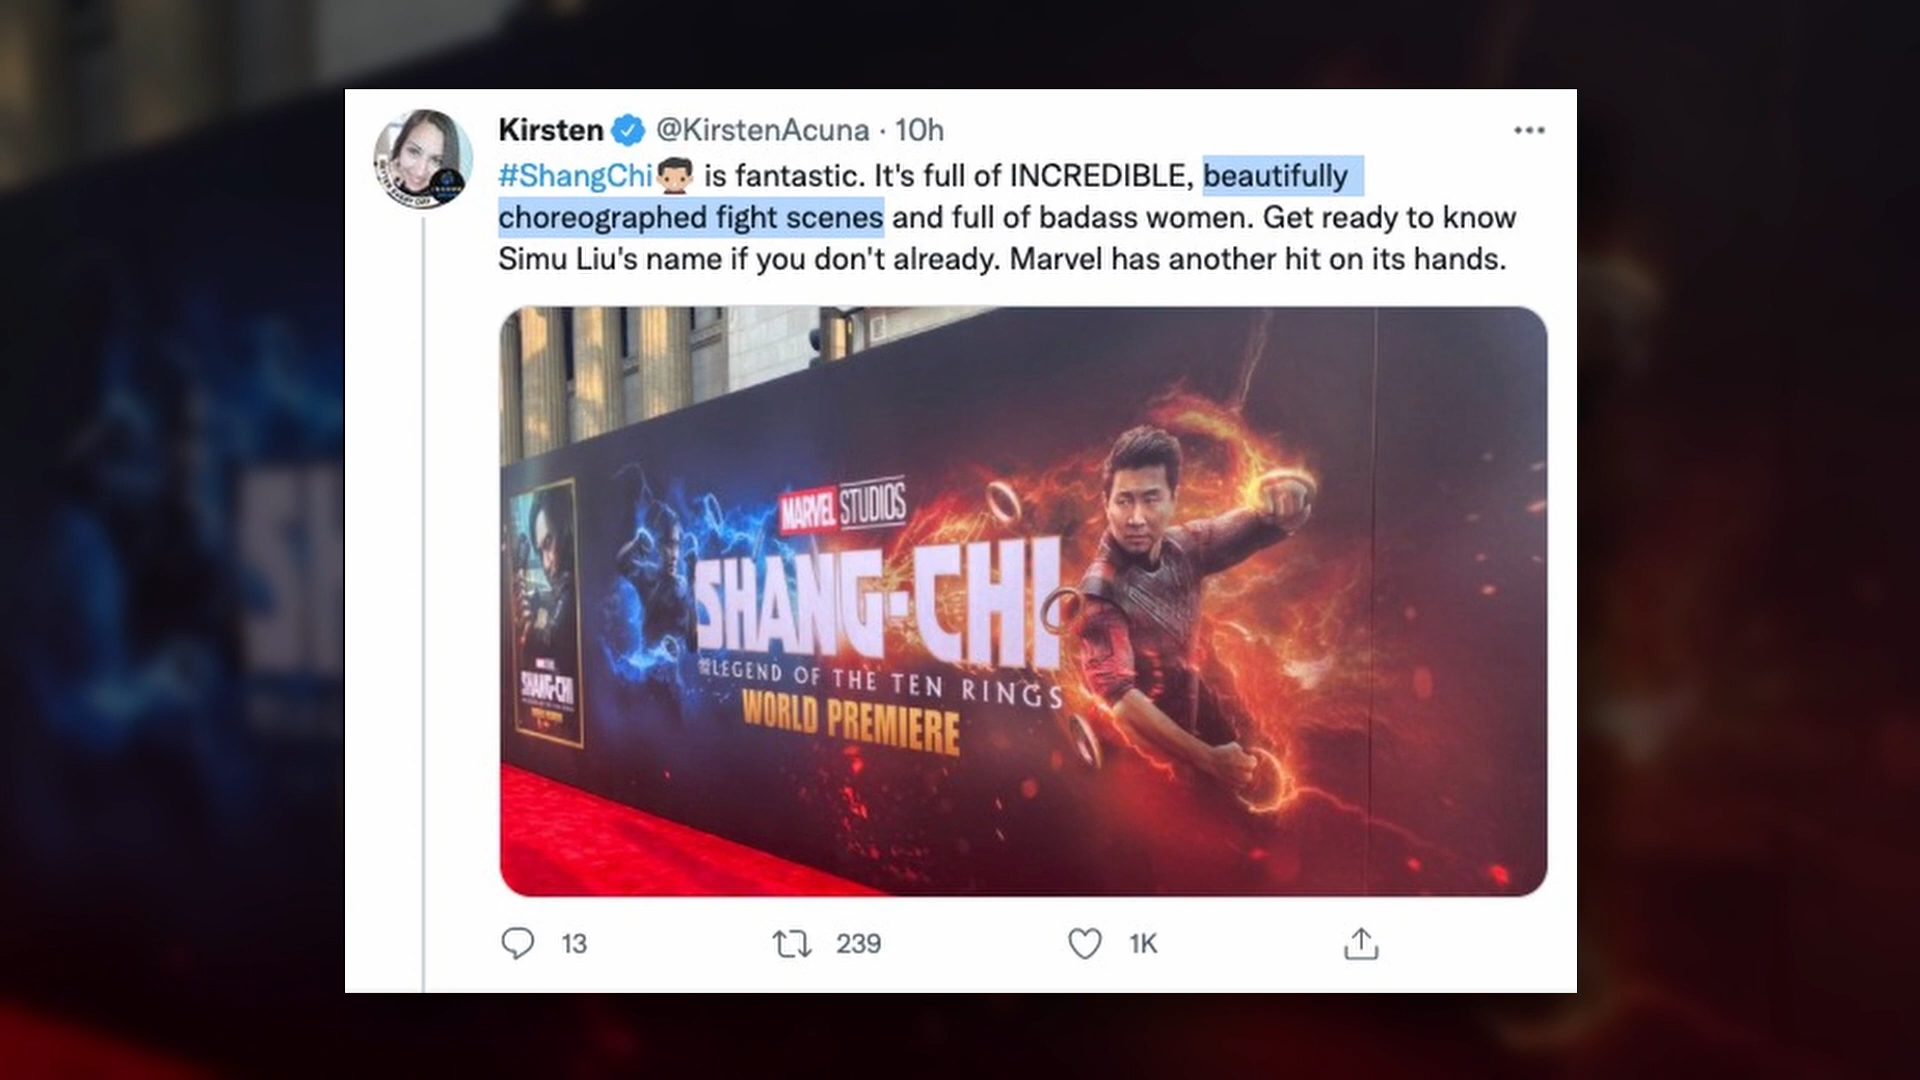 Kirsten @KirstenAcuna · 10h
#ShangChi is fantastic. It's full of INCREDIBLE, beautifully
choreographed fight scenes and full of badass women. Get ready to know
Simu Liu's name if you don't already. Marvel has another hit on its hands.
MARVEL STUDIOS
SHANG-CHI
AND THE LEGEND OF THE TEN RINGS
WORLD PREMIERE
SHANG-CHI
13 239 1K